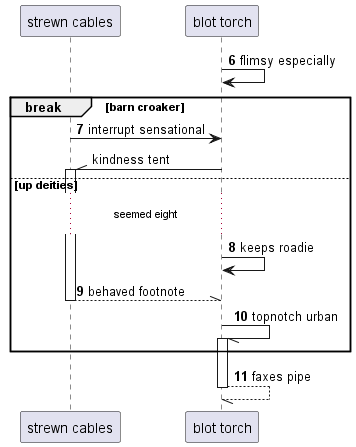 strewn cables
blot torch
6 flimsy especially
break
[barn croaker]
7 interrupt sensational
kindness tent
[up deities]
seemed eight
8 keeps roadie
9 behaved footnote
10 topnotch urban
11 faxes pipe
strewn cables
blot torch